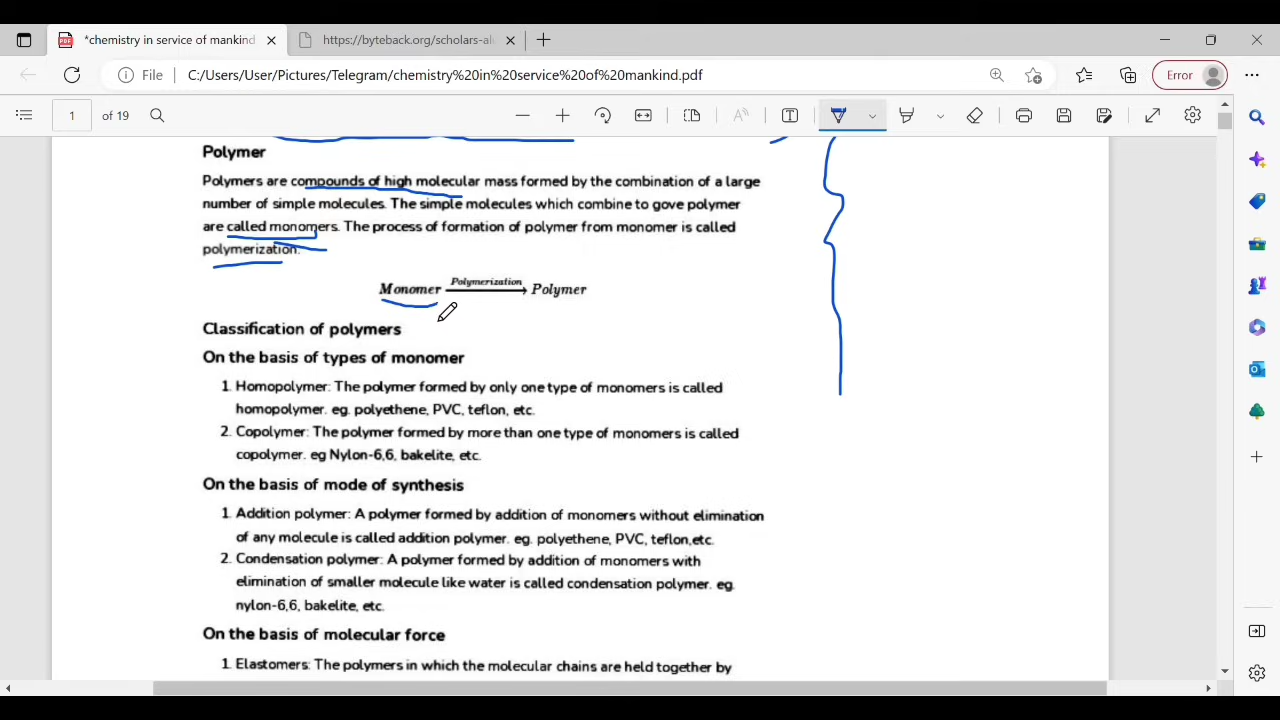 *chemistry in service of mankind
https://byteback.org/scholars-al
File
C:/Users/User/Pictures/Telegram/chemistry%20in%20service%20of%20mankind.pdf
Error
1 of 19
Polymer
Polymers are compounds of high molecular mass formed by the combination of a large
number of simple molecules. The simple molecules which combine to gove polymer
are called monomers. The process of formation of polymer from monomer is called
polymerization.
Polymerization
Monomer Polymer
Classification of polymers
On the basis of types of monomer
1. Homopolymer: The polymer formed by only one type of monomers is called
homopolymer. eg. polyethene, PVC, teflon, etc.
2. Copolymer: The polymer formed by more than one type of monomers is called
copolymer. eg Nylon-6,6, bakelite, etc.
On the basis of mode of synthesis
1. Addition polymer: A polymer formed by addition of monomers without elimination
of any molecule is called addition polymer. eg. polyethene, PVC, teflon,etc.
2. Condensation polymer: A polymer formed by addition of monomers with
elimination of smaller molecule like water is called condensation polymer. eg.
nylon-6,6, bakelite, etc.
On the basis of molecular force
1. Elastomers: The polymers in which the molecular chains are held together by